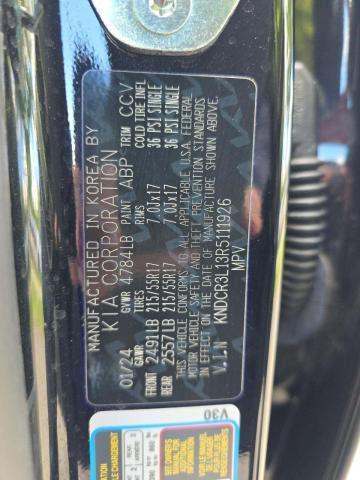 MANUFACTURED IN KOREA BY
KIA CORPORATION
01/24 GVWR 4784LB PAINT ABP TRIM CCV
GAWR TIRES RIMS COLD TIRE INFL
FRONT 2491LB 215/55R17 7.0JX17 36 PSI SINGLE
REAR 2557LB 215/55R17 7.0JX17 36 PSI SINGLE
THIS VEHICLE CONFORMS TO ALL APPLICABLE U.S.A. FEDERAL
MOTOR VEHICLE SAFETY AND THEFT PREVENTION STANDARDS
IN EFFECT ON THE DATE OF MANUFACTURE SHOWN ABOVE.
V.I.N KNDCR3L13R5111926
MPV
V30